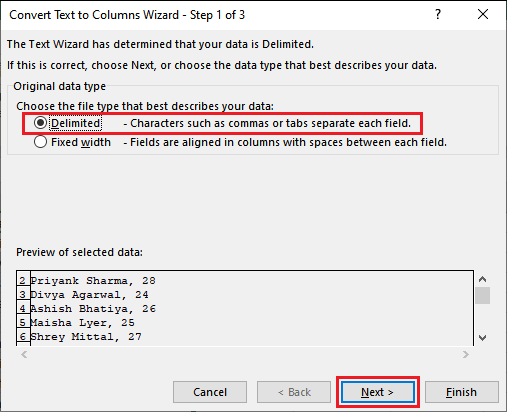 Convert Text to Columns Wizard - Step 1 of 3
The Text Wizard has determined that your data is Delimited.
If this is correct, choose Next, or choose the data type that best describes your data.
Original data type
Choose the file type that best describes your data:
Delimited - Characters such as commas or tabs separate each field.
Fixed width - Fields are aligned in columns with spaces between each field.
Preview of selected data:
2 Priyank Sharma, 28
3 Divya Agarwal, 24
4 Ashish Bhatiya, 26
5 Maisha Lyer, 25
6 Shrey Mittal, 27
Cancel < Back Next > Finish